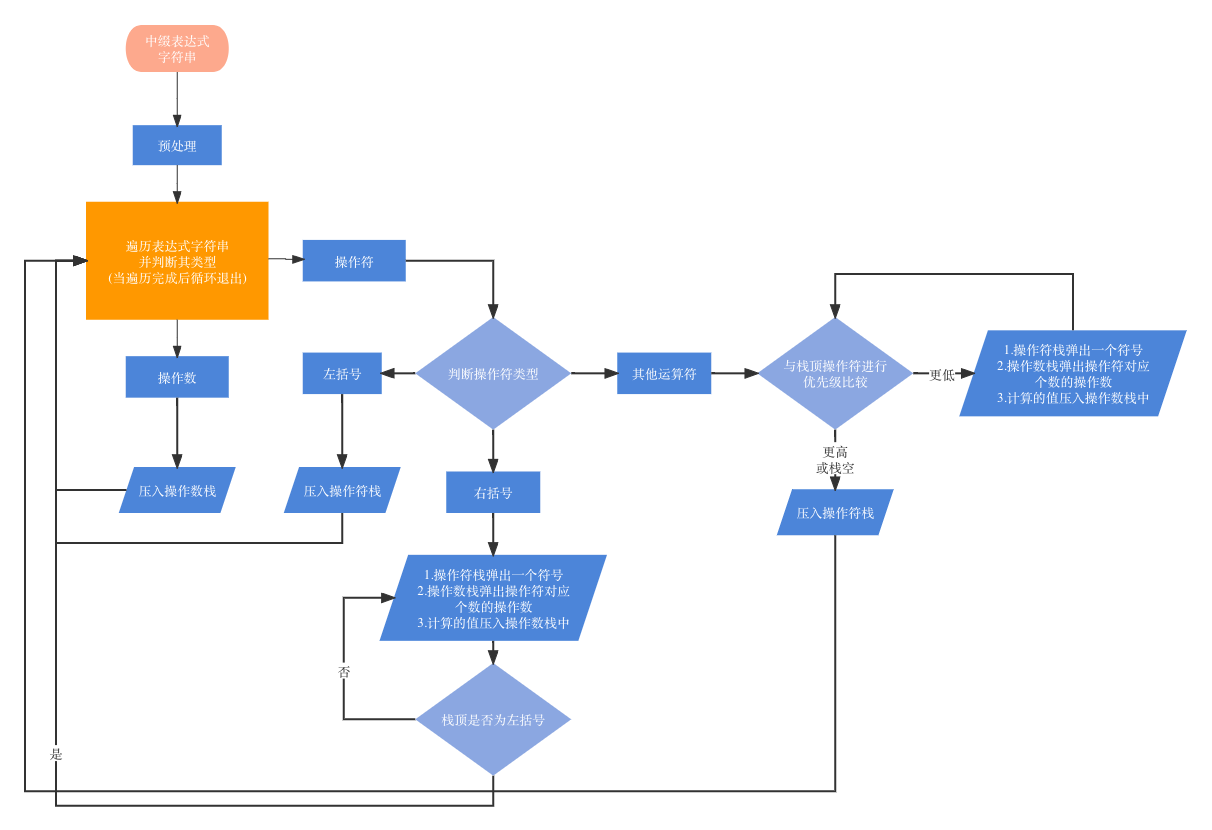 中缀表达式
字符串
预处理
遍历表达式字符串
并判断其类型
(当遍历完成后循环退出)
操作符
操作数
左括号
判断操作符类型
其他运算符
与栈顶操作符进行
优先级比较
更低
1.操作符栈弹出一个符号
2.操作数栈弹出操作符对应
个数的操作数
3.计算的值压入操作数栈中
更高
或栈空
压入操作数栈
压入操作符栈
右括号
压入操作符栈
1.操作符栈弹出一个符号
2.操作数栈弹出操作符对应
个数的操作数
3.计算的值压入操作数栈中
否
栈顶是否为左括号
是